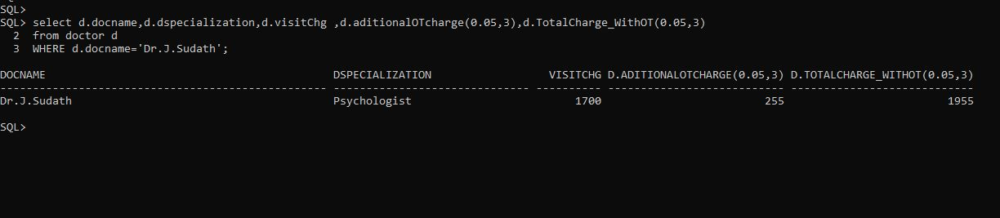 SQL>
SQL> select d.docname,d.dspecialization,d.visitChg ,d.aditionalOTcharge(0.05,3),d.TotalCharge_WithOT(0.05,3)
2 from doctor d
3 WHERE d.docname='Dr.J.Sudath';
DOCNAME DSPECIALIZATION VISITCHG D.ADITIONALOTCHARGE(0.05,3) D.TOTALCHARGE_WITHOT(0.05,3)
-------------------------------------------------- ------------------------------ ---------- --------------------------- ----------------------------
Dr.J.Sudath Psychologist 1700 255 1955
SQL>